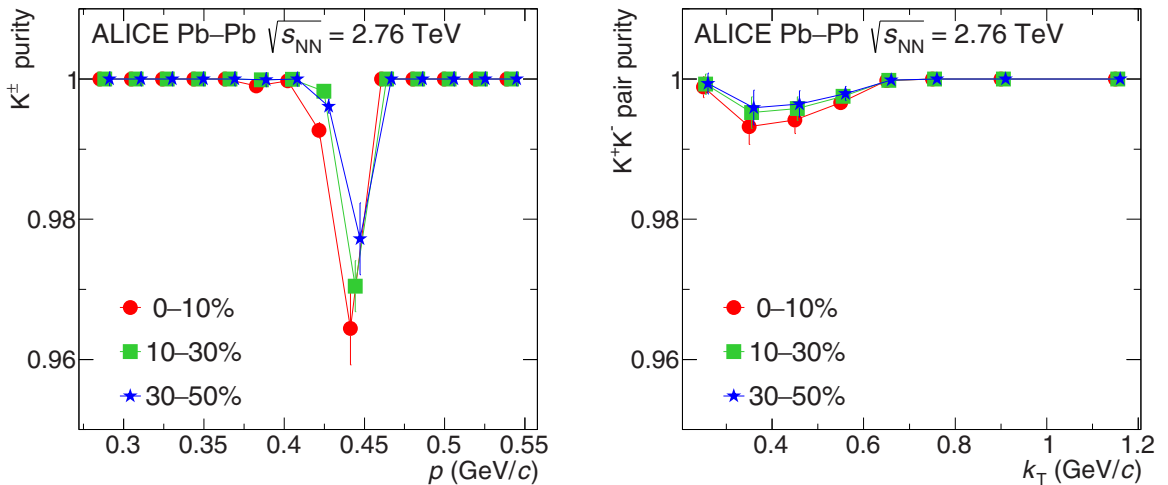 ALICE Pb–Pb √sNN = 2.76 TeV
K± purity
1
0.98
0.96
0–10%
10–30%
30–50%
0.3 0.35 0.4 0.45 0.5 0.55
p (GeV/c)
ALICE Pb–Pb √sNN = 2.76 TeV
K+K- pair purity
1
0.98
0.96
0–10%
10–30%
30–50%
0.4 0.6 0.8 1 1.2
kT (GeV/c)